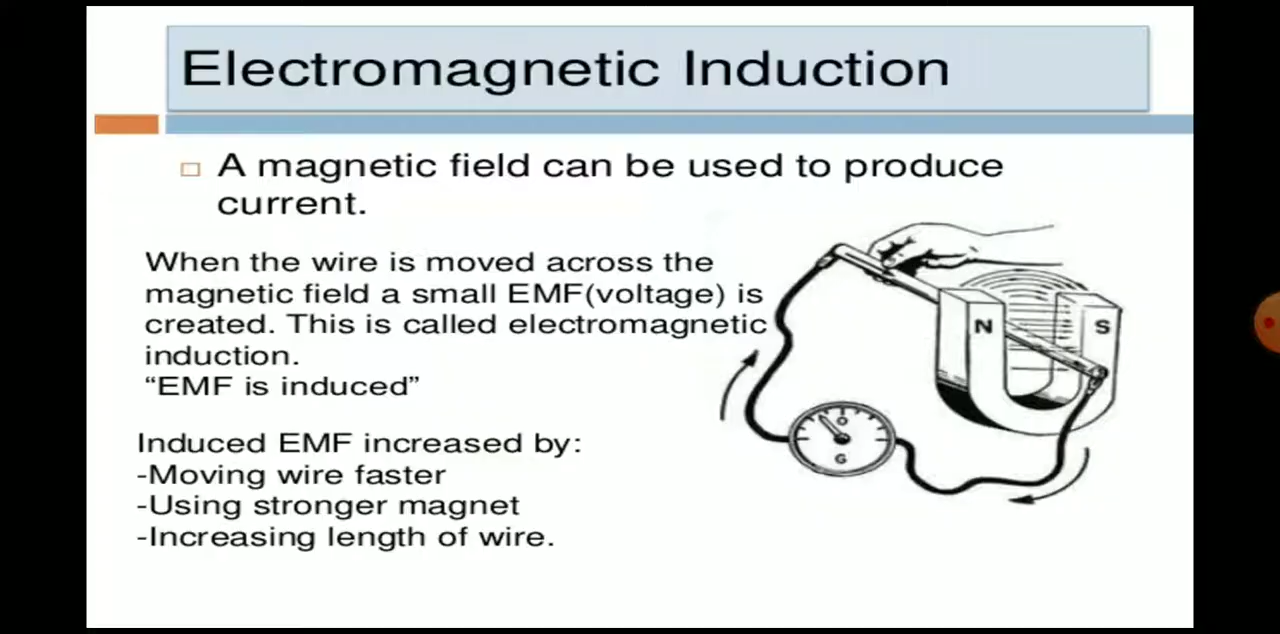 Electromagnetic Induction
A magnetic field can be used to produce
current.
When the wire is moved across the
magnetic field a small EMF(voltage) is
created. This is called electromagnetic
induction.
“EMF is induced”
Induced EMF increased by:
-Moving wire faster
-Using stronger magnet
-Increasing length of wire.
N
S
0
G